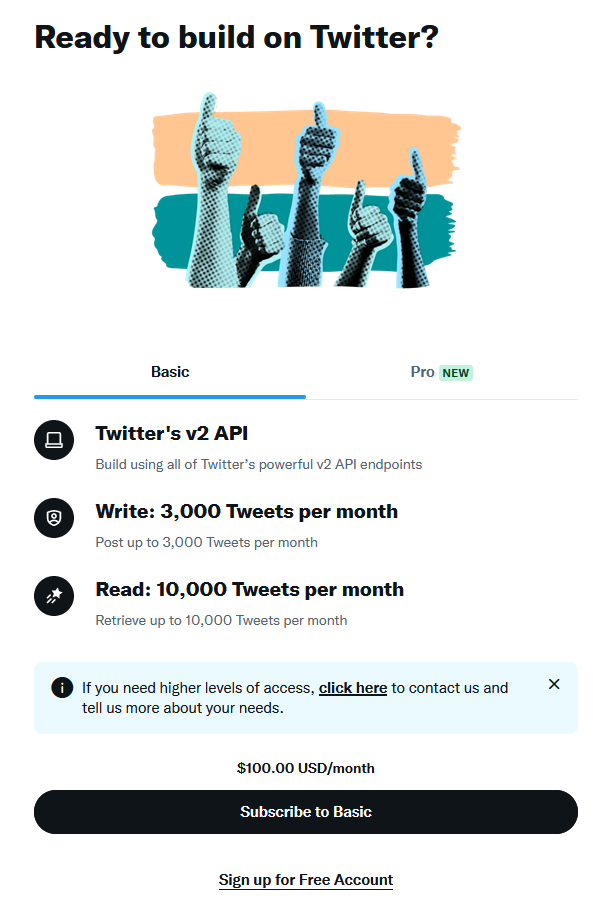 Ready to build on Twitter?
Basic
Pro NEW
Twitter's v2 API
Build using all of Twitter’s powerful v2 API endpoints
Write: 3,000 Tweets per month
Post up to 3,000 Tweets per month
Read: 10,000 Tweets per month
Retrieve up to 10,000 Tweets per month
If you need higher levels of access, click here to contact us and
tell us more about your needs.
$100.00 USD/month
Subscribe to Basic
Sign up for Free Account